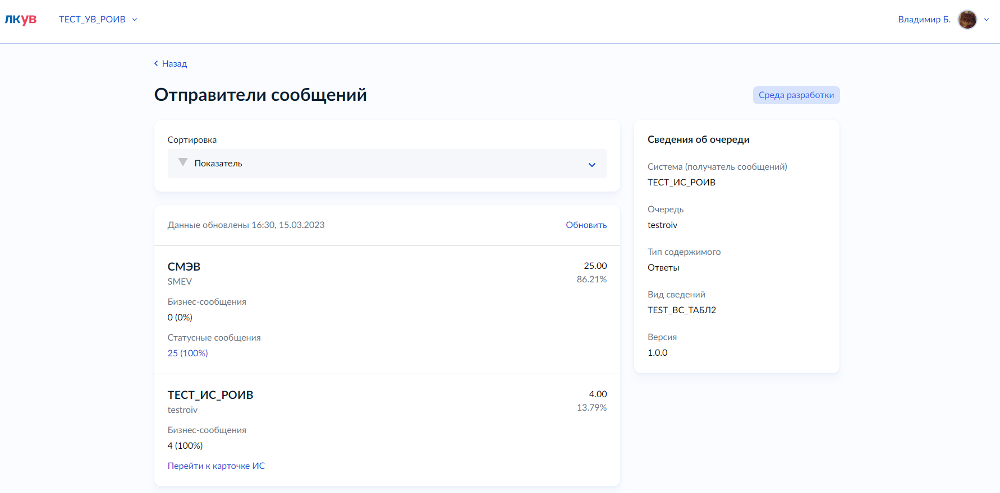 ЛКУВ
ТЕСТ_УВ_РОИВ
Владимир Б.
Назад
Отправители сообщений
Среда разработки
Сортировка
Показатель
Данные обновлены 16:30, 15.03.2023
Обновить
СМЭВ
25.00
SMEV
86.21%
Бизнес-сообщения
0 (0%)
Статусные сообщения
25 (100%)
ТЕСТ_ИС_РОИВ
4.00
testroiv
13.79%
Бизнес-сообщения
4 (100%)
Перейти к карточке ИС
Сведения об очереди
Система (получатель сообщений)
ТЕСТ_ИС_РОИВ
Очередь
testroiv
Тип содержимого
Ответы
Вид сведений
TEST_ВС_ТАБЛ2
Версия
1.0.0